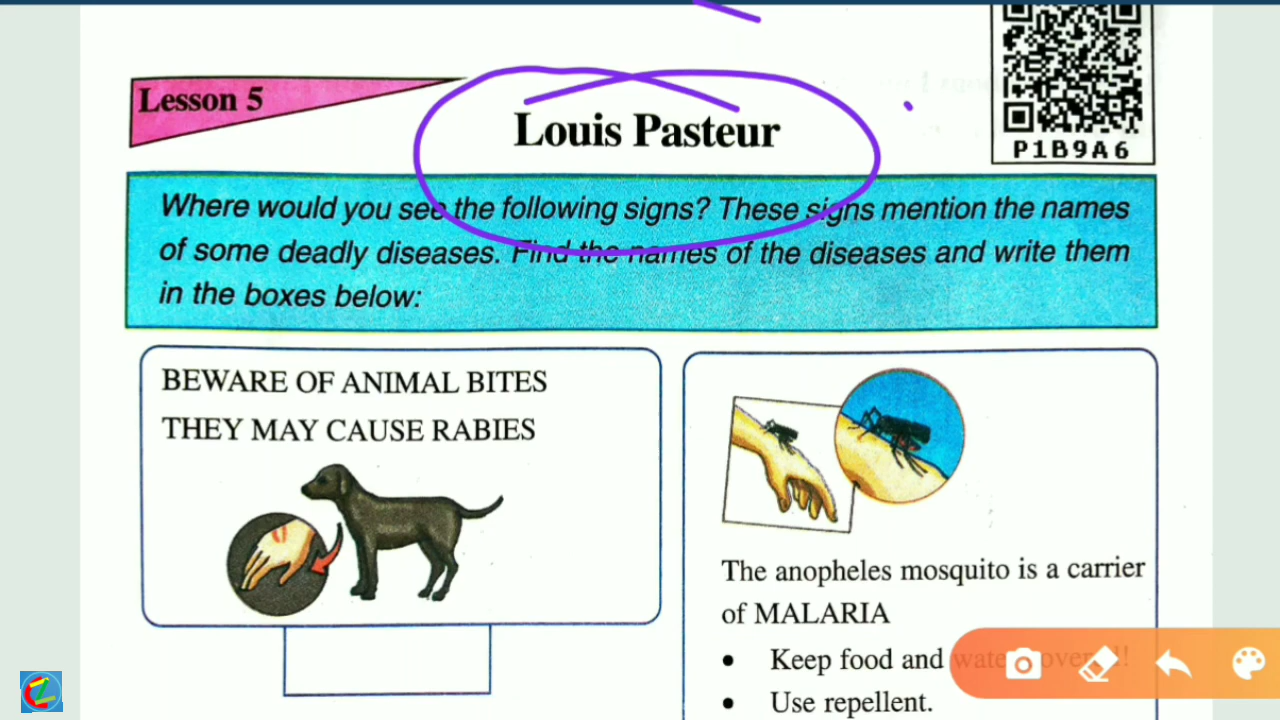 Lesson 5
Louis Pasteur
P1B9A6
Where would you see the following signs? These signs mention the names
of some deadly diseases. Find the names of the diseases and write them
in the boxes below:
BEWARE OF ANIMAL BITES
THEY MAY CAUSE RABIES
The anopheles mosquito is a carrier
of MALARIA
• Keep food and water covered!
• Use repellent.